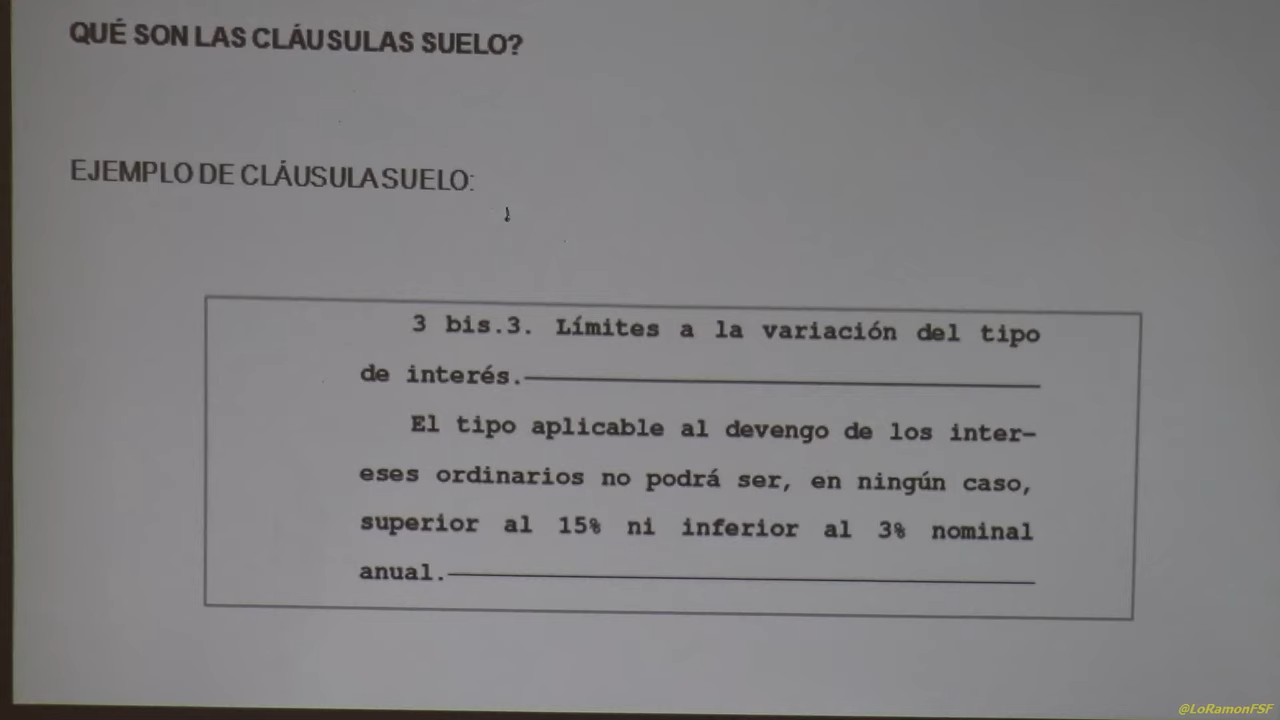 QUÉ SON LAS CLÁUSULAS SUELO?
EJEMPLO DE CLÁUSULA SUELO:
3 bis.3. Límites a la variación del tipo
de interés.
El tipo aplicable al devengo de los inter-
eses ordinarios no podrá ser, en ningún caso,
superior al 15% ni inferior al 3% nominal
anual.
@LoRamonFSF